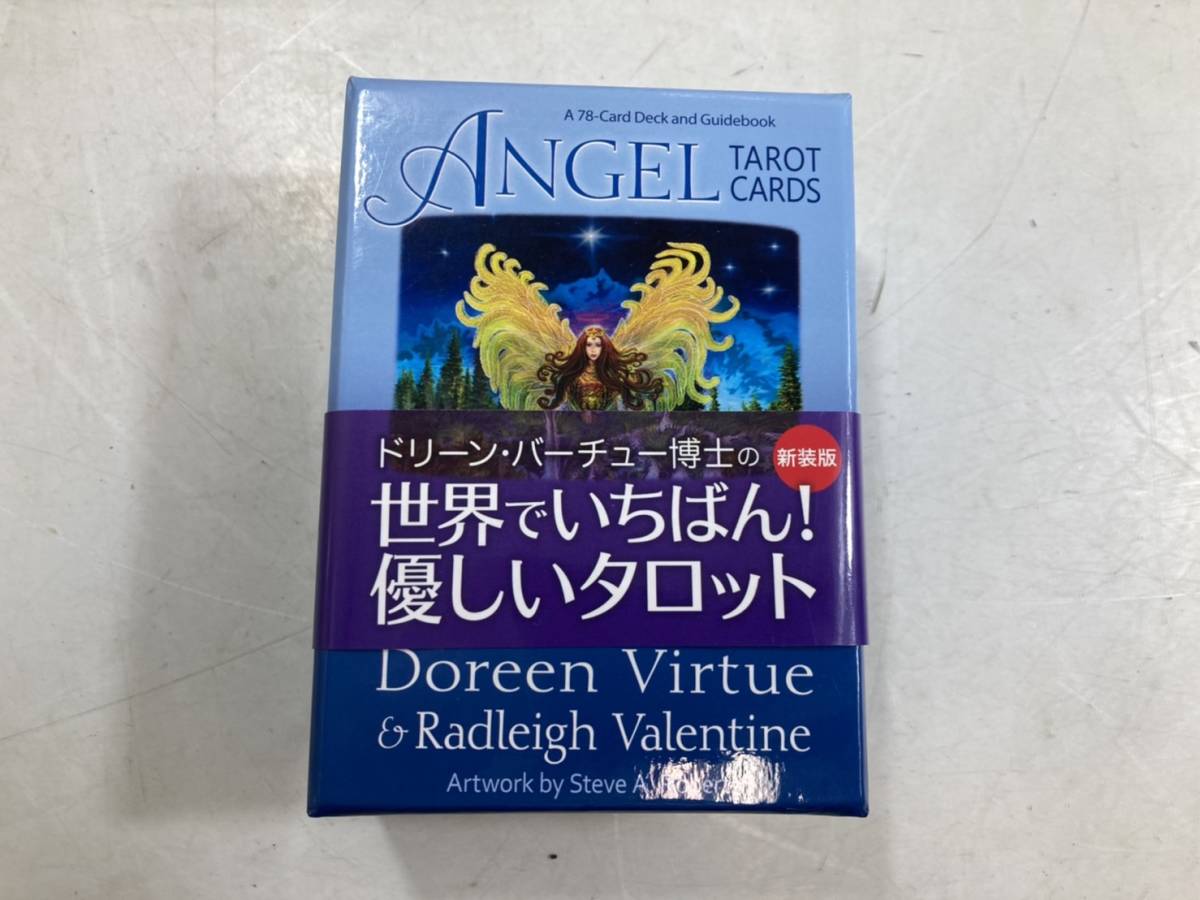 A 78-Card Deck and Guidebook
ANGEL TAROT CARDS
ドリーン・バーチュー博士の
新装版
世界でいちばん!
優しいタロット
Doreen Virtue
& Radleigh Valentine
Artwork by Steve A.